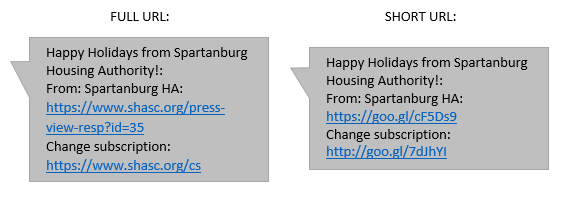 FULL URL:
Happy Holidays from Spartanburg
Housing Authority!:
From: Spartanburg HA:
https://www.shasc.org/press-
view-resp?id=35
Change subscription:
https://www.shasc.org/cs
SHORT URL:
Happy Holidays from Spartanburg
Housing Authority!:
From: Spartanburg HA:
https://goo.gl/cF5Ds9
Change subscription:
http://goo.gl/7dJhYI